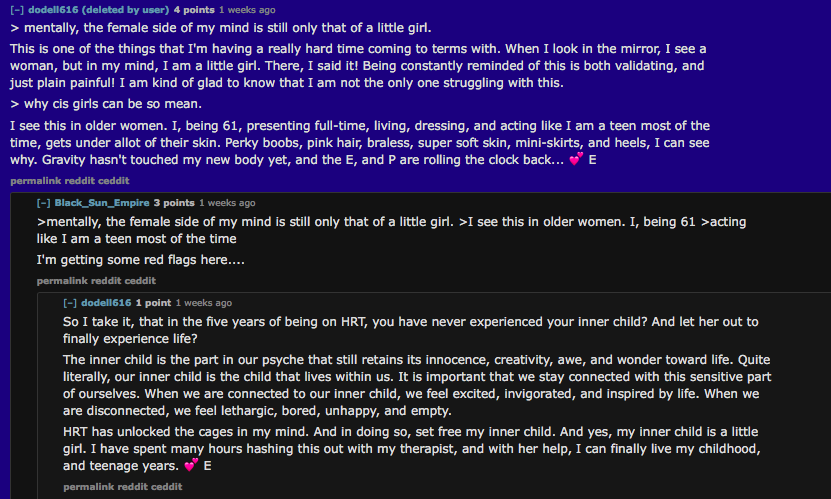 [-] dodell616 (deleted by user) 4 points 1 weeks ago
> mentally, the female side of my mind is still only that of a little girl.
This is one of the things that I'm having a really hard time coming to terms with. When I look in the mirror, I see a
woman, but in my mind, I am a little girl. There, I said it! Being constantly reminded of this is both validating, and
just plain painful! I am kind of glad to know that I am not the only one struggling with this.
> why cis girls can be so mean.
I see this in older women. I, being 61, presenting full-time, living, dressing, and acting like I am a teen most of the
time, gets under allot of their skin. Perky boobs, pink hair, braless, super soft skin, mini-skirts, and heels, I can see
why. Gravity hasn't touched my new body yet, and the E, and P are rolling the clock back... 💕 E
permalink reddit ceddit
[-] Black_Sun_Empire 3 points 1 weeks ago
>mentally, the female side of my mind is still only that of a little girl. >I see this in older women. I, being 61 >acting
like I am a teen most of the time
I'm getting some red flags here....
permalink reddit ceddit
[-] dodell616 1 point 1 weeks ago
So I take it, that in the five years of being on HRT, you have never experienced your inner child? And let her out to
finally experience life?
The inner child is the part in our psyche that still retains its innocence, creativity, awe, and wonder toward life. Quite
literally, our inner child is the child that lives within us. It is important that we stay connected with this sensitive part
of ourselves. When we are connected to our inner child, we feel excited, invigorated, and inspired by life. When we
are disconnected, we feel lethargic, bored, unhappy, and empty.
HRT has unlocked the cages in my mind. And in doing so, set free my inner child. And yes, my inner child is a little
girl. I have spent many hours hashing this out with my therapist, and with her help, I can finally live my childhood,
and teenage years. 💕 E
permalink reddit ceddit